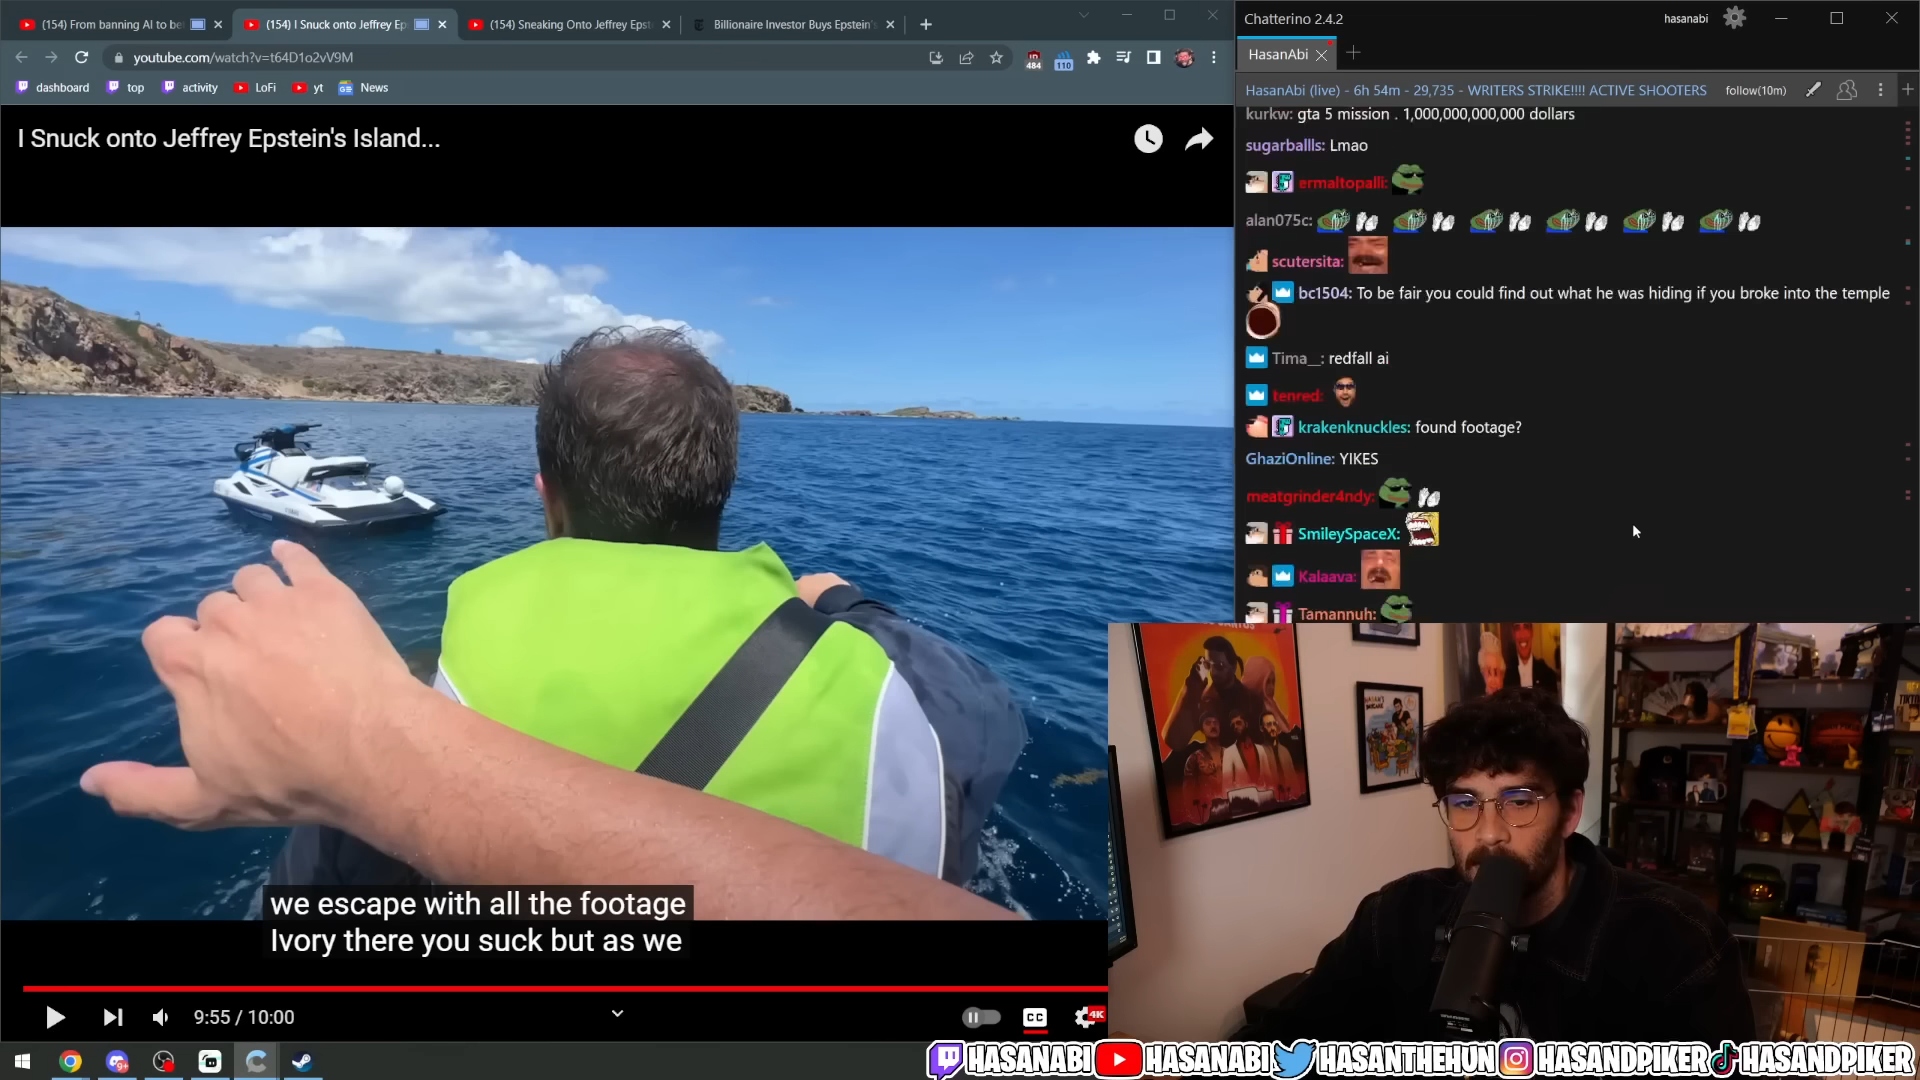 (154) From banning AI to be
(154) I Snuck onto Jeffrey Ep
(154) Sneaking Onto Jeffrey Epst
Billionaire Investor Buys Epstein'
youtube.com/watch?v=t64D1o2vV9M
484
110
dashboard
top
activity
LoFi
yt
News
I Snuck onto Jeffrey Epstein's Island...
we escape with all the footage
Ivory there you suck but as we
9:55 / 10:00
CC
4K
Chatterino 2.4.2
hasanabi
HasanAbi
HasanAbi (live) - 6h 54m - 29,735 - WRITERS STRIKE!!!! ACTIVE SHOOTERS
follow(10m)
kurkw: gta 5 mission . 1,000,000,000,000 dollars
sugarballls: Lmao
ermaltopalli:
alan075c:
scutersita:
bc1504: To be fair you could find out what he was hiding if you broke into the temple
Tima__: redfall ai
tenred:
krakenknuckles: found footage?
GhaziOnline: YIKES
meatgrinder4ndy:
SmileySpaceX:
Kalaava:
Tamannuh:
HASANABI
HASANABI
HASANTHEHUN
HASANDPIKER
HASANDPIKER